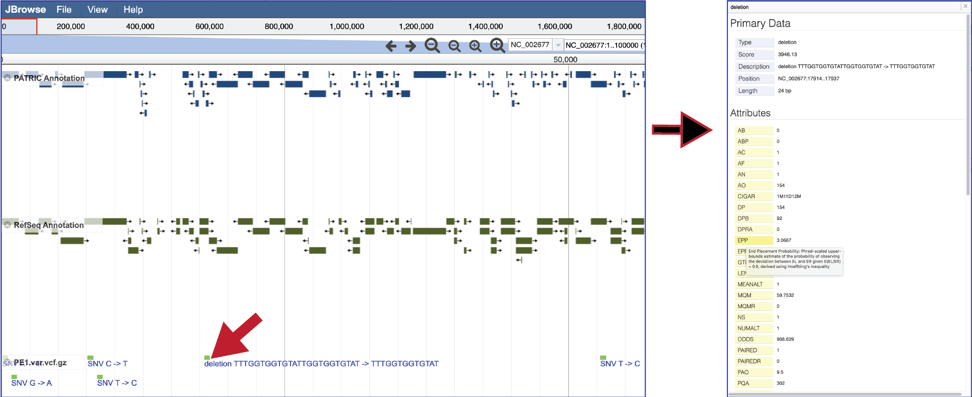 JBrowse File View Help
0 200,000 400,000 600,000 800,000 1,000,000 1,200,000 1,400,000 1,600,000 1,800,000
NC_002677 NC_002677:1..100000 (
0 50,000
PATRIC Annotation
RefSeq Annotation
PE1.var.vcf.gz
SNV C -> T
deletion TTTGGTGGTGTATTGGTGGTGTAT -> TTTGGTGGTGTAT
SNV T -> C
SNV G -> A
SNV T -> C
deletion
Primary Data
Type deletion
Score 3946.13
Description deletion TTTGGTGGTGTATTGGTGGTGTAT -> TTTGGTGGTGTAT
Position NC_002677:17914..17937
Length 24 bp
Attributes
AB 0
ABP 0
AC 1
AF 1
AN 1
AO 154
CIGAR 1M11D12M
DP 154
DPB 92
DPRA 0
EPP 3.0667
End Placement Probability: Phred-scaled upper-
bounds estimate of the probability of observing
the deviation between EL and ER given E(EL/ER)
~ 0.5, derived using Hoeffding's inequality
MEANALT 1
MQM 59.7532
MQMR 0
NS 1
NUMALT 1
ODDS 908.629
PAIRED 1
PAIREDR 0
PAO 9.5
PQA 362